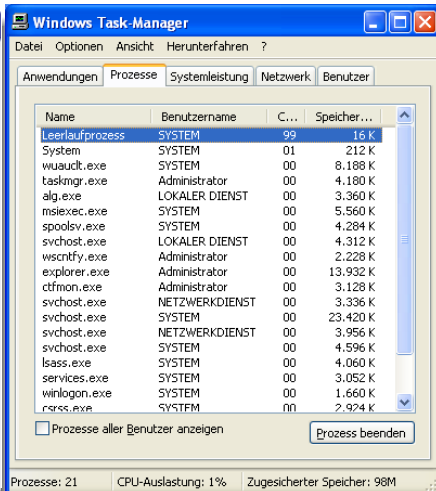 Windows Task-Manager
Datei Optionen Ansicht Herunterfahren ?
Anwendungen Prozesse Systemleistung Netzwerk Benutzer
Name Benutzername C... Speicher...
Leerlaufprozess SYSTEM 99 16 K
System SYSTEM 01 212 K
wuauclt.exe SYSTEM 00 8.188 K
taskmgr.exe Administrator 00 4.180 K
alg.exe LOKALER DIENST 00 3.360 K
msiexec.exe SYSTEM 00 5.560 K
spoolsv.exe SYSTEM 00 4.284 K
svchost.exe LOKALER DIENST 00 4.312 K
wscntfy.exe Administrator 00 2.228 K
explorer.exe Administrator 00 13.932 K
ctfmon.exe Administrator 00 3.128 K
svchost.exe NETZWERKDIENST 00 3.336 K
svchost.exe SYSTEM 00 23.420 K
svchost.exe NETZWERKDIENST 00 3.956 K
svchost.exe SYSTEM 00 4.596 K
lsass.exe SYSTEM 00 4.060 K
services.exe SYSTEM 00 3.052 K
winlogon.exe SYSTEM 00 1.660 K
csrss.exe SYSTEM 00 2.924 K
Prozesse aller Benutzer anzeigen Prozess beenden
Prozesse: 21 CPU-Auslastung: 1% Zugesicherter Speicher: 98M